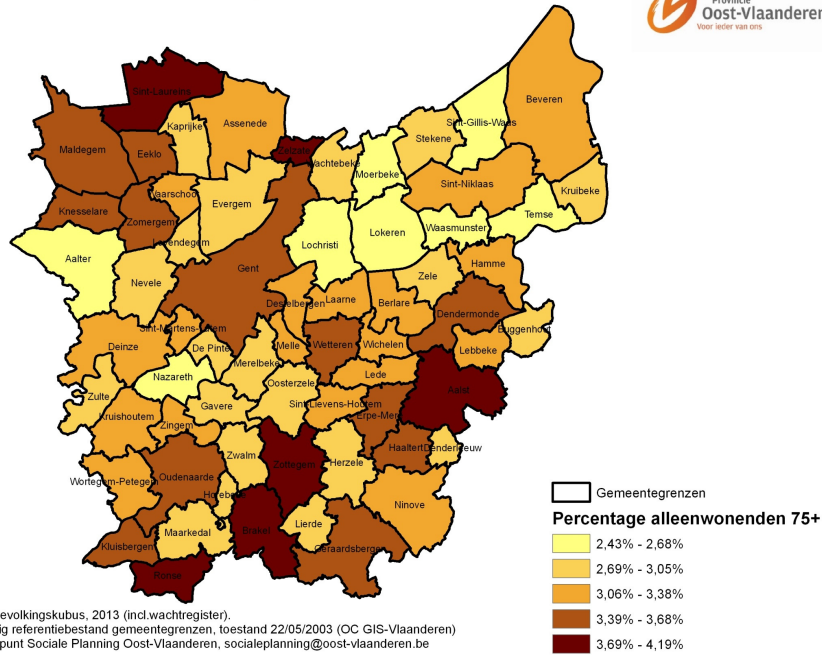 Provincie
Oost-Vlaanderen
Voor ieder van ons
Beveren
Sint-Laureins
Assenede
Kaprijke
Sint-Gillis-Waas
Stekene
Maldegem
Eeklo
Zelzate
Wachtebeke
Moerbeke
Sint-Niklaas
Kruibeke
Waarschoot
Evergem
Knesselare
Zomergem
Temse
Lovendegem
Lochristi
Lokeren
Waasmunster
Aalter
Gent
Hamme
Nevele
Zele
Destelbergen
Laarne
Berlare
Dendermonde
Sint-Martens-Latem
Buggenhout
Deinze
De Pinte
Melle
Wetteren
Wichelen
Lebbeke
Merelbeke
Nazareth
Lede
Oosterzele
Aalst
Zulte
Gavere
Sint-Lievens-Houtem
Kruishoutem
Erpe-Mere
Zingem
Zwalm
Haaltert
Denderleeuw
Zottegem
Herzele
Wortegem-Petegem
Oudenaarde
Horebeke
Ninove
Lierde
Maarkedal
Brakel
Kluisbergen
Geraardsbergen
Ronse
Gemeentegrenzen
Percentage alleenwonenden 75+
2,43% - 2,68%
2,69% - 3,05%
3,06% - 3,38%
3,39% - 3,68%
3,69% - 4,19%
evolkingskubus, 2013 (incl.wachtregister).
ig referentiebestand gemeentegrenzen, toestand 22/05/2003 (OC GIS-Vlaanderen)
punt Sociale Planning Oost-Vlaanderen, socialeplanning@oost-vlaanderen.be